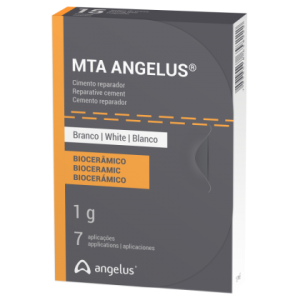 MTA ANGELUS®
Cemento reparador
Reparative cement
Cemento reparador
Branco | White | Blanco
BIOCERÂMICO
BIOCERAMIC
BIOCERÁMICO
1 g
7 aplicações
applications | aplicaciones
angelus®